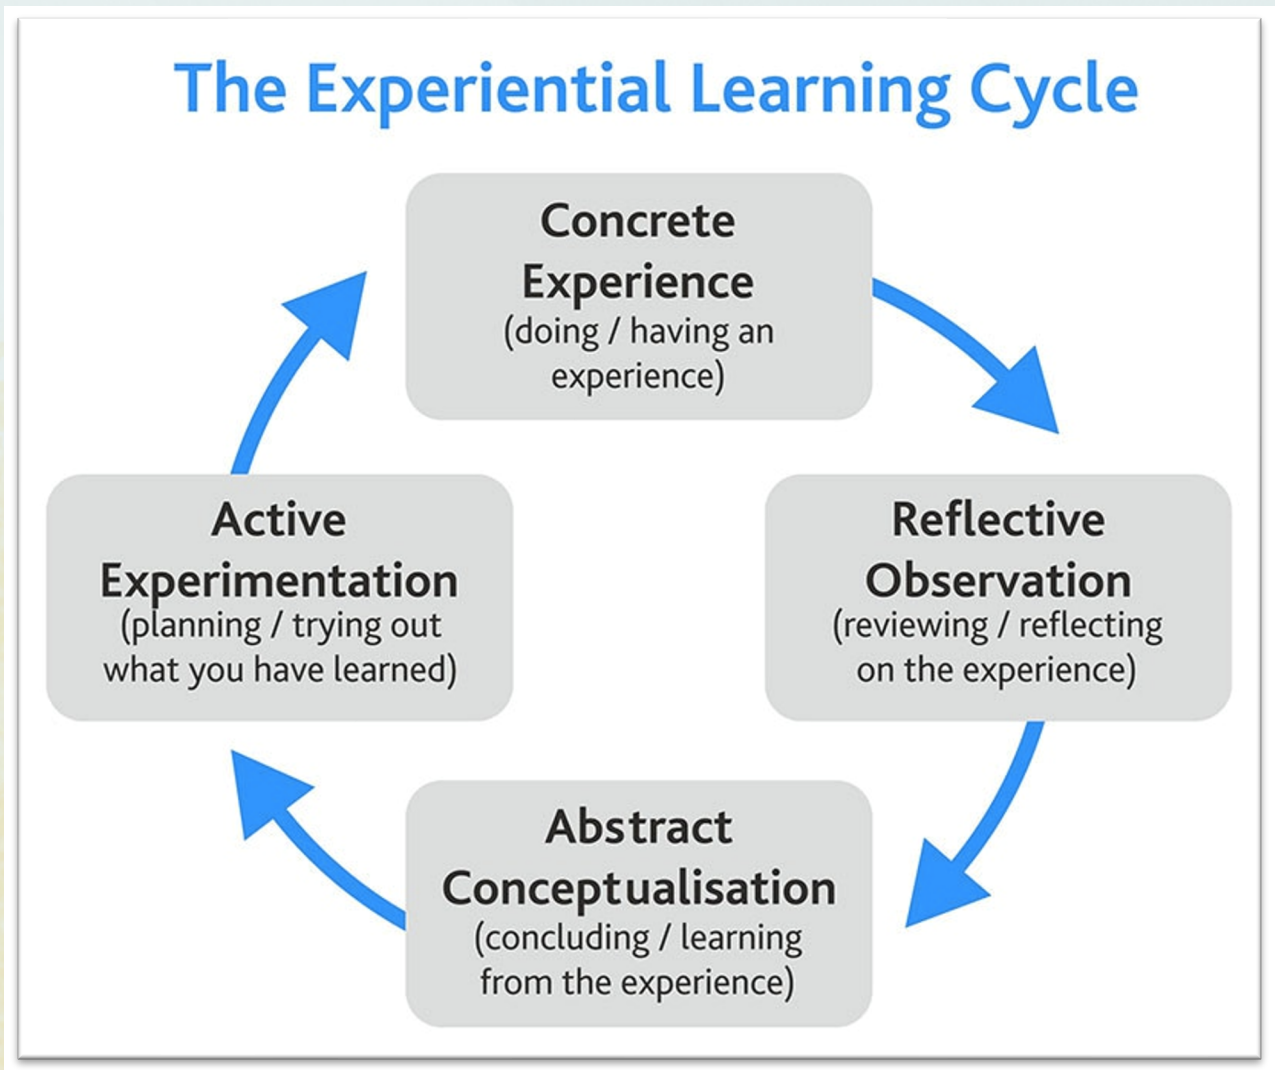 The Experiential Learning Cycle
Concrete
Experience
(doing / having an
experience)
Reflective
Observation
(reviewing / reflecting
on the experience)
Abstract
Conceptualisation
(concluding / learning
from the experience)
Active
Experimentation
(planning / trying out
what you have learned)